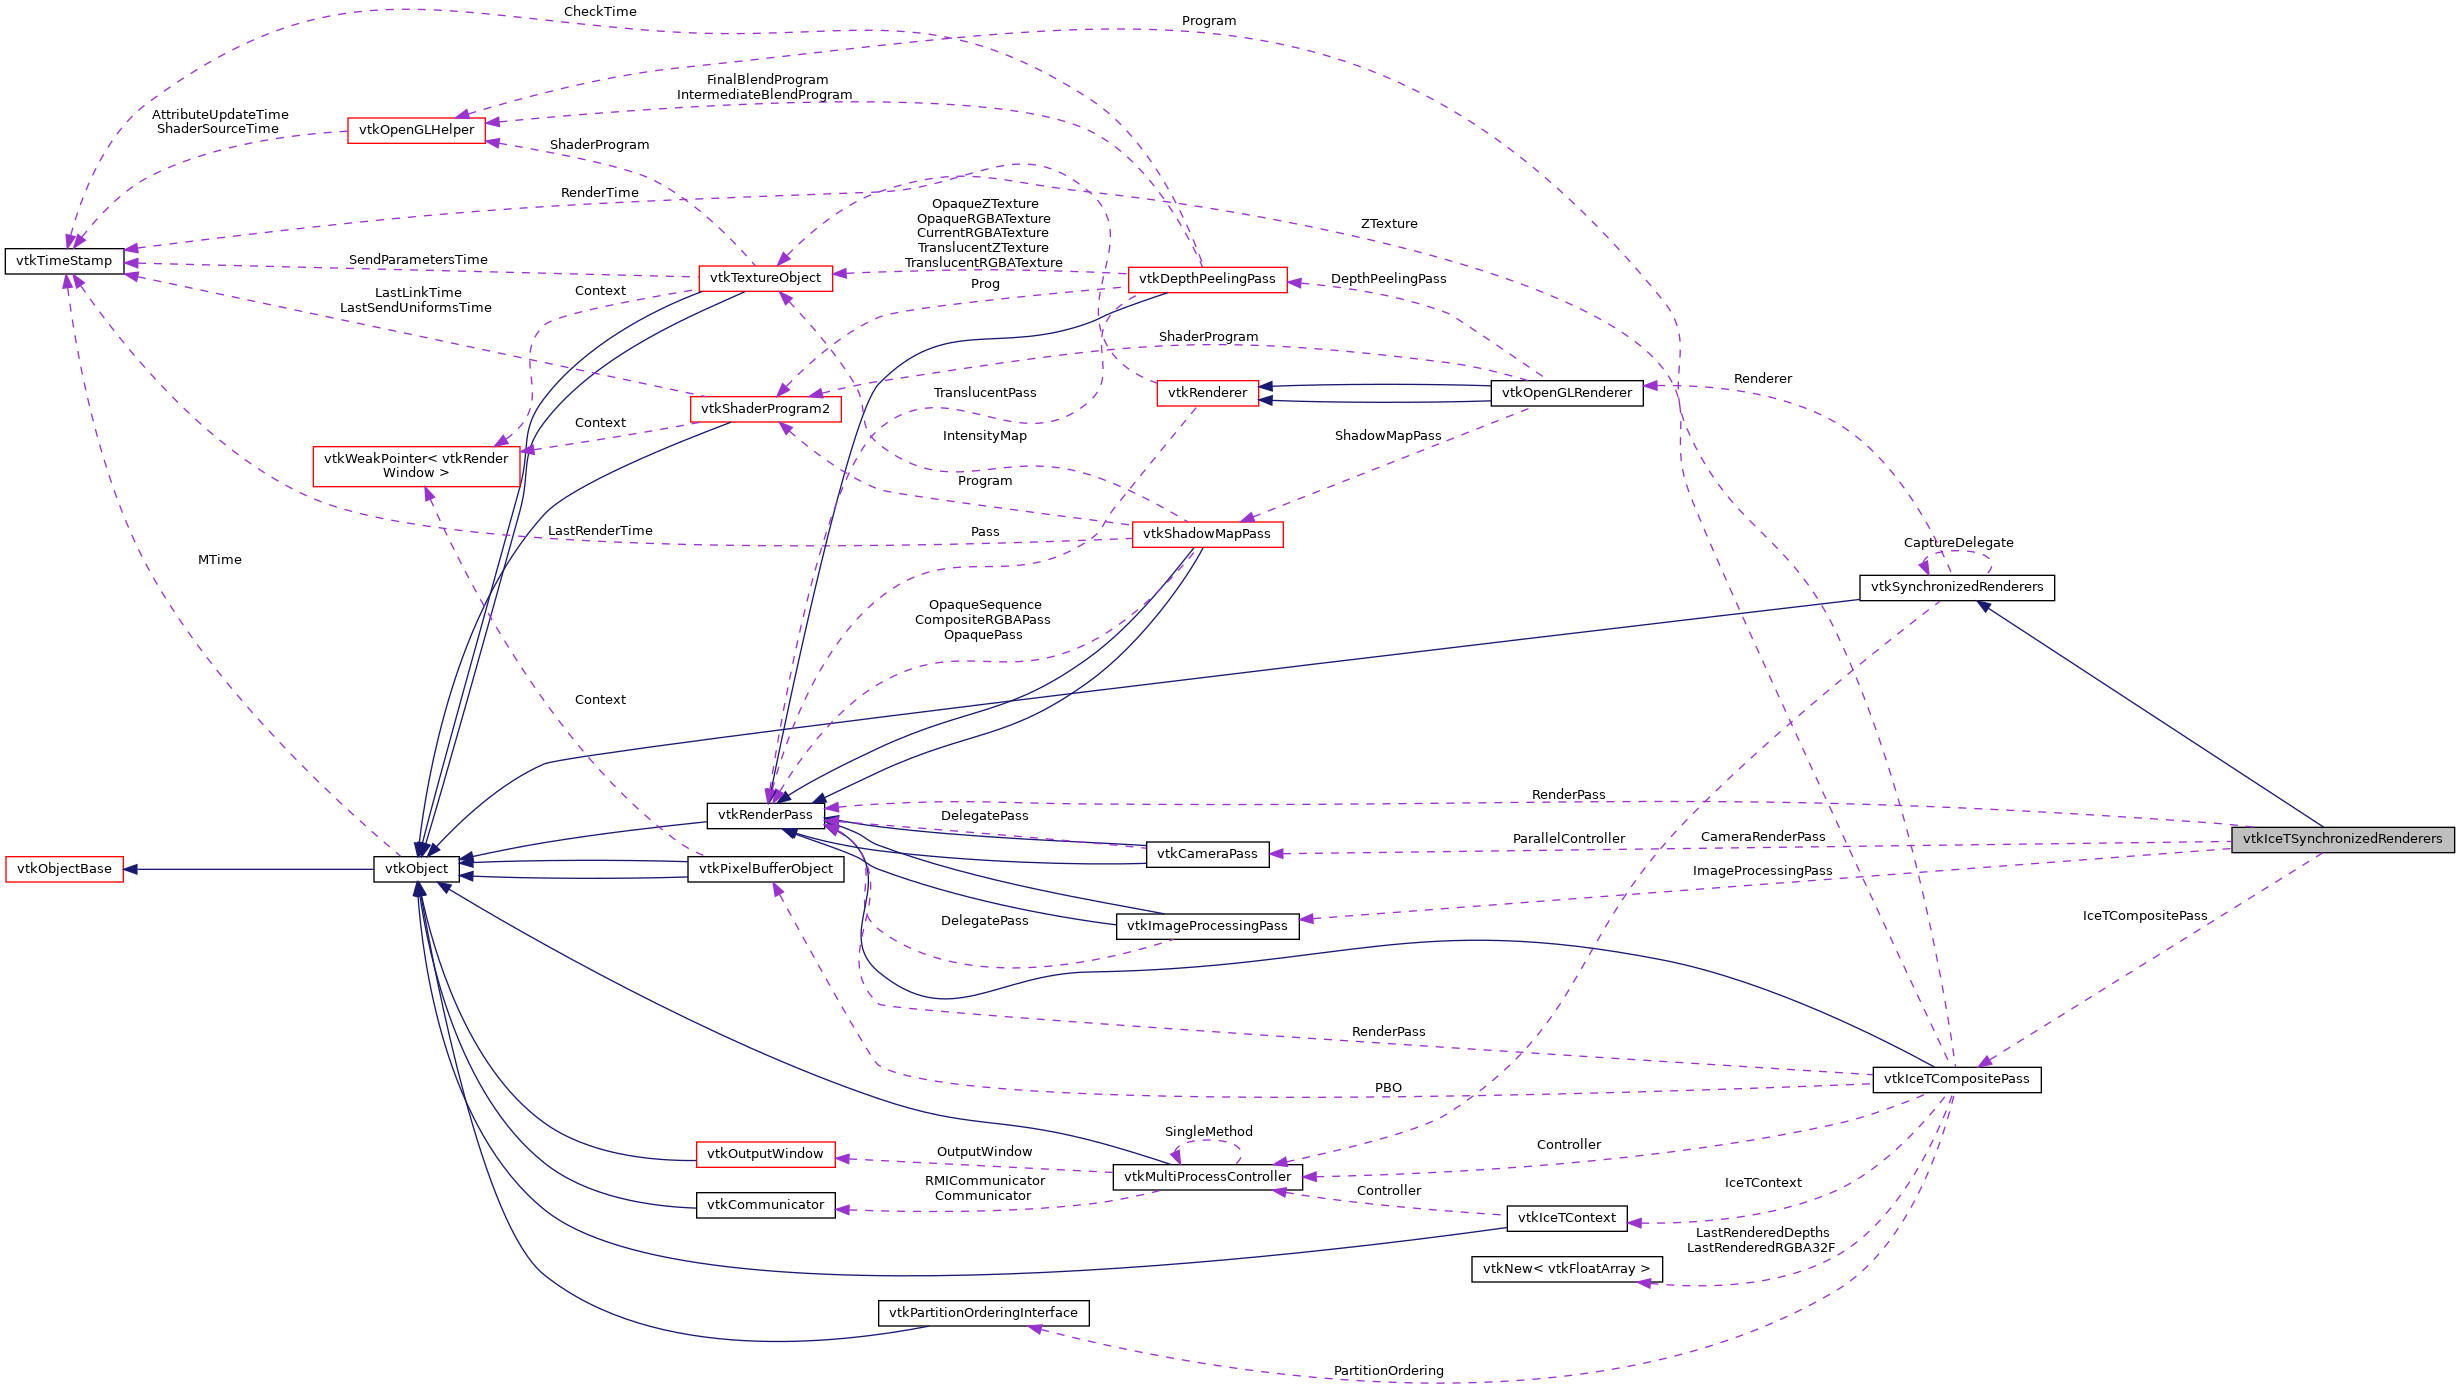 CheckTime
Program
FinalBlendProgram
IntermediateBlendProgram
AttributeUpdateTime
ShaderSourceTime
vtkOpenGLHelper
ShaderProgram
RenderTime
OpaqueZTexture
OpaqueRGBATexture
CurrentRGBATexture
TranslucentZTexture
TranslucentRGBATexture
ZTexture
vtkTimeStamp
SendParametersTime
vtkTextureObject
vtkDepthPeelingPass
DepthPeelingPass
LastLinkTime
LastSendUniformsTime
Context
Prog
ShaderProgram
Renderer
vtkRenderer
vtkOpenGLRenderer
TranslucentPass
vtkShaderProgram2
Context
IntensityMap
ShadowMapPass
vtkWeakPointer< vtkRender
Window >
Program
LastRenderTime
Pass
vtkShadowMapPass
MTime
CaptureDelegate
vtkSynchronizedRenderers
OpaqueSequence
CompositeRGBAPass
OpaquePass
Context
RenderPass
vtkRenderPass
DelegatePass
ParallelController
CameraRenderPass
vtkIceTSynchronizedRenderers
vtkCameraPass
vtkObjectBase
vtkObject
vtkPixelBufferObject
ImageProcessingPass
DelegatePass
vtkImageProcessingPass
IceTCompositePass
RenderPass
vtkIceTCompositePass
PBO
SingleMethod
Controller
vtkOutputWindow
OutputWindow
vtkMultiProcessController
RMICommunicator
Communicator
Controller
IceTContext
vtkCommunicator
vtkIceTContext
LastRenderedDepths
LastRenderedRGBA32F
vtkNew< vtkFloatArray >
vtkPartitionOrderingInterface
PartitionOrdering